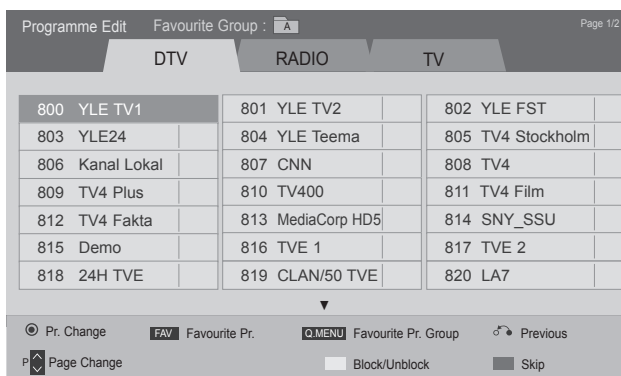 Programme Edit Favourite Group : A Page 1/2
DTV RADIO TV
800 YLE TV1 801 YLE TV2 802 YLE FST
803 YLE24 804 YLE Teema 805 TV4 Stockholm
806 Kanal Lokal 807 CNN 808 TV4
809 TV4 Plus 810 TV400 811 TV4 Film
812 TV4 Fakta 813 MediaCorp HD5 814 SNY_SSU
815 Demo 816 TVE 1 817 TVE 2
818 24H TVE 819 CLAN/50 TVE 820 LA7
▼
Pr. Change FAV Favourite Pr. Q.MENU Favourite Pr. Group Previous
P Page Change Block/Unblock Skip